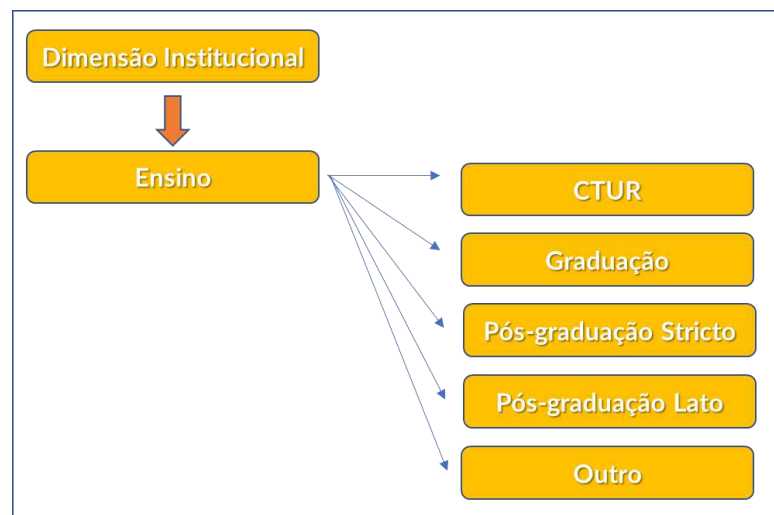 Dimensão Institucional
Ensino
CTUR
Graduação
Pós-graduação Stricto
Pós-graduação Lato
Outro